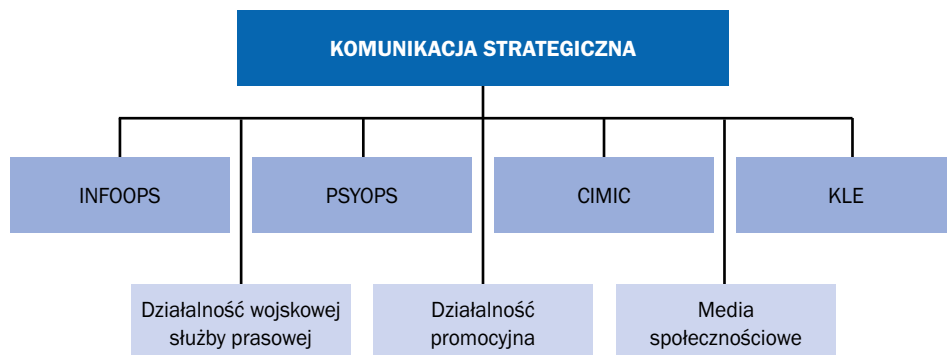 KOMUNIKACJA STRATEGICZNA
INFOOPS
PSYOPS
CIMIC
KLE
Działalność wojskowej
służby prasowej
Działalność
promocyjna
Media
społecznościowe